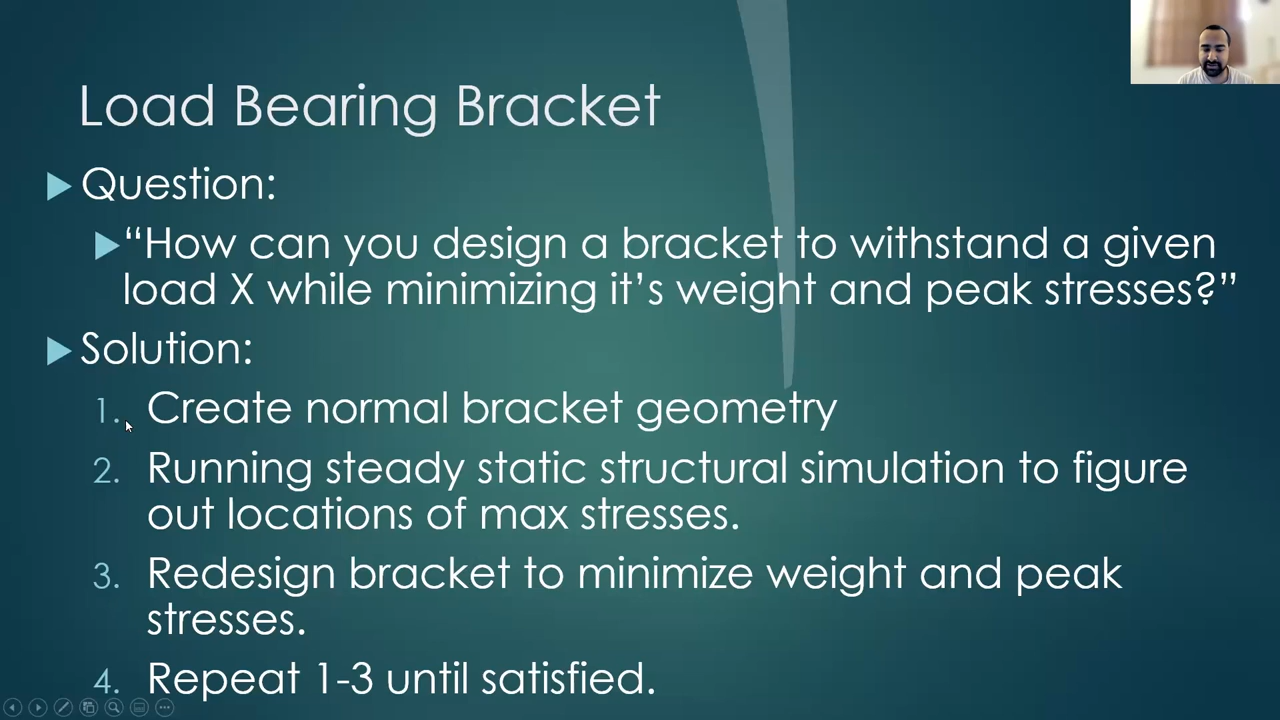 Load Bearing Bracket
Question:
“How can you design a bracket to withstand a given
load X while minimizing it’s weight and peak stresses?”
Solution:
1. Create normal bracket geometry
2. Running steady static structural simulation to figure
out locations of max stresses.
3. Redesign bracket to minimize weight and peak
stresses.
4. Repeat 1-3 until satisfied.